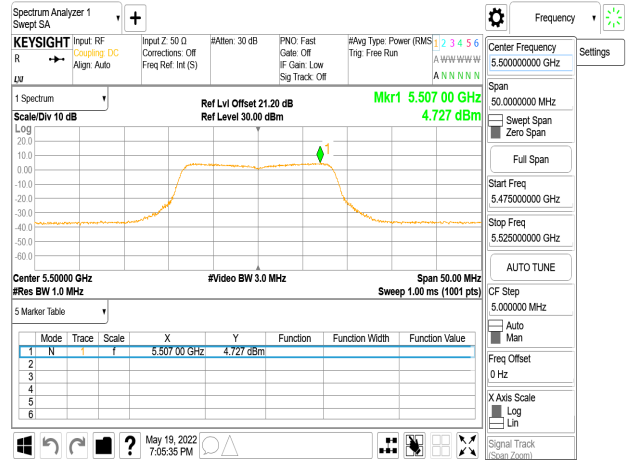 Spectrum Analyzer 1
Swept SA
Frequency
KEYSIGHT
R
Input: RF
Coupling: DC
Align: Auto
Input Z: 50 Ω
Corrections: Off
Freq Ref: Int (S)
#Atten: 30 dB
PNO: Fast
Gate: Off
IF Gain: Low
Sig Track: Off
#Avg Type: Power (RMS
Trig: Free Run
1 2 3 4 5 6
A W W W W W
A N N N N N
1 Spectrum
Scale/Div 10 dB
Ref Lvl Offset 21.20 dB
Ref Level 30.00 dBm
Mkr1 5.507 00 GHz
4.727 dBm
Log
20.0
10.0
0.00
-10.0
-20.0
-30.0
-40.0
-50.0
-60.0
1
Center 5.50000 GHz
#Res BW 1.0 MHz
#Video BW 3.0 MHz
Span 50.00 MHz
Sweep 1.00 ms (1001 pts)
5 Marker Table
Mode Trace Scale X Y Function Function Width Function Value
1 N 1 f 5.507 00 GHz 4.727 dBm
2
3
4
5
6
May 19, 2022
7:05:35 PM
?
Center Frequency
5.500000000 GHz
Settings
Span
50.0000000 MHz
Swept Span
Zero Span
Full Span
Start Freq
5.475000000 GHz
Stop Freq
5.525000000 GHz
AUTO TUNE
CF Step
5.000000 MHz
Auto
Man
Freq Offset
0 Hz
X Axis Scale
Log
Lin
Signal Track
(Span Zoom)